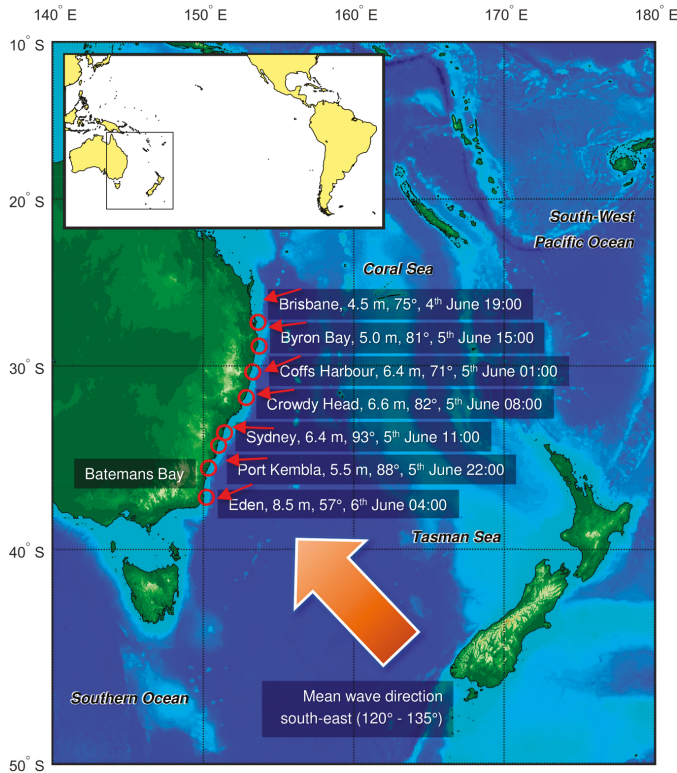 140° E 150° E 160° E 170° E 180° E
10° S
20° S
30° S
40° S
50° S
South-West
Pacific Ocean
Coral Sea
Brisbane, 4.5 m, 75°, 4th June 19:00
Byron Bay, 5.0 m, 81°, 5th June 15:00
Coffs Harbour, 6.4 m, 71°, 5th June 01:00
Crowdy Head, 6.6 m, 82°, 5th June 08:00
Sydney, 6.4 m, 93°, 5th June 11:00
Port Kembla, 5.5 m, 88°, 5th June 22:00
Batemans Bay
Eden, 8.5 m, 57°, 6th June 04:00
Tasman Sea
Southern Ocean
Mean wave direction
south-east (120° - 135°)